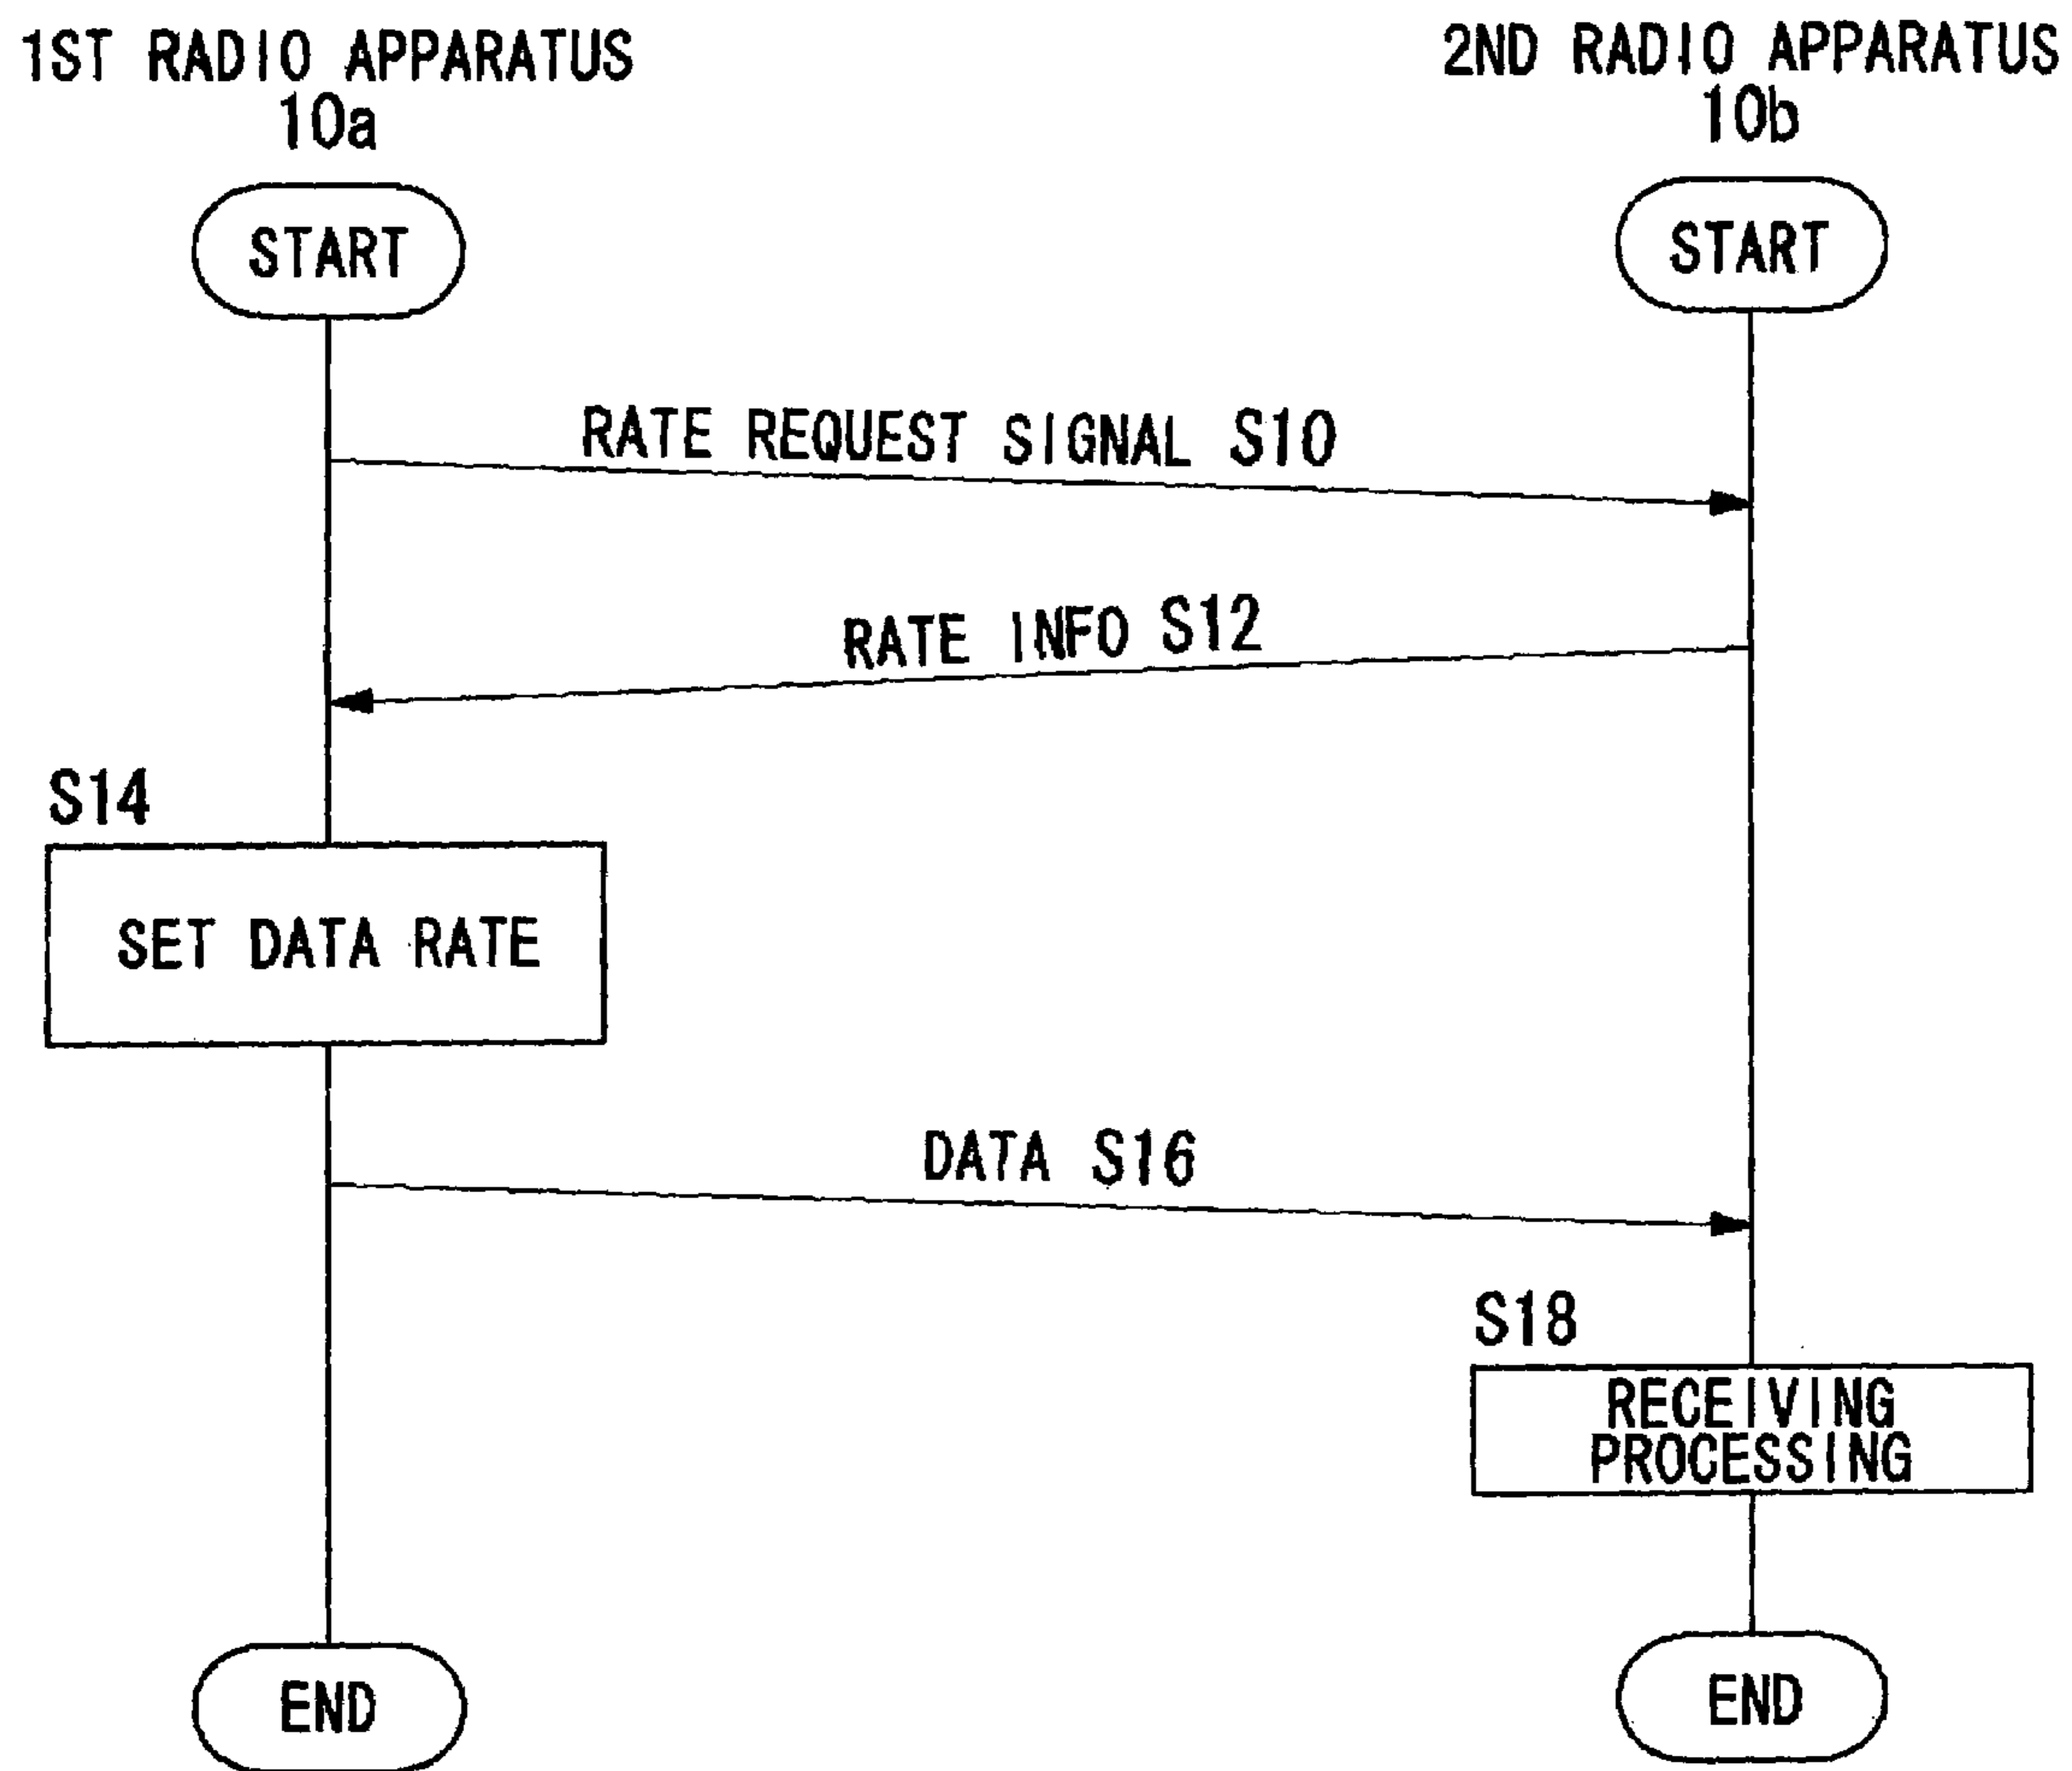 1ST RADIO APPARATUS
10a
2ND RADIO APPARATUS
10b
START
START
RATE REQUEST SIGNAL S10
RATE INFO S12
S14
SET DATA RATE
DATA S16
S18
RECEIVING
PROCESSING
END
END